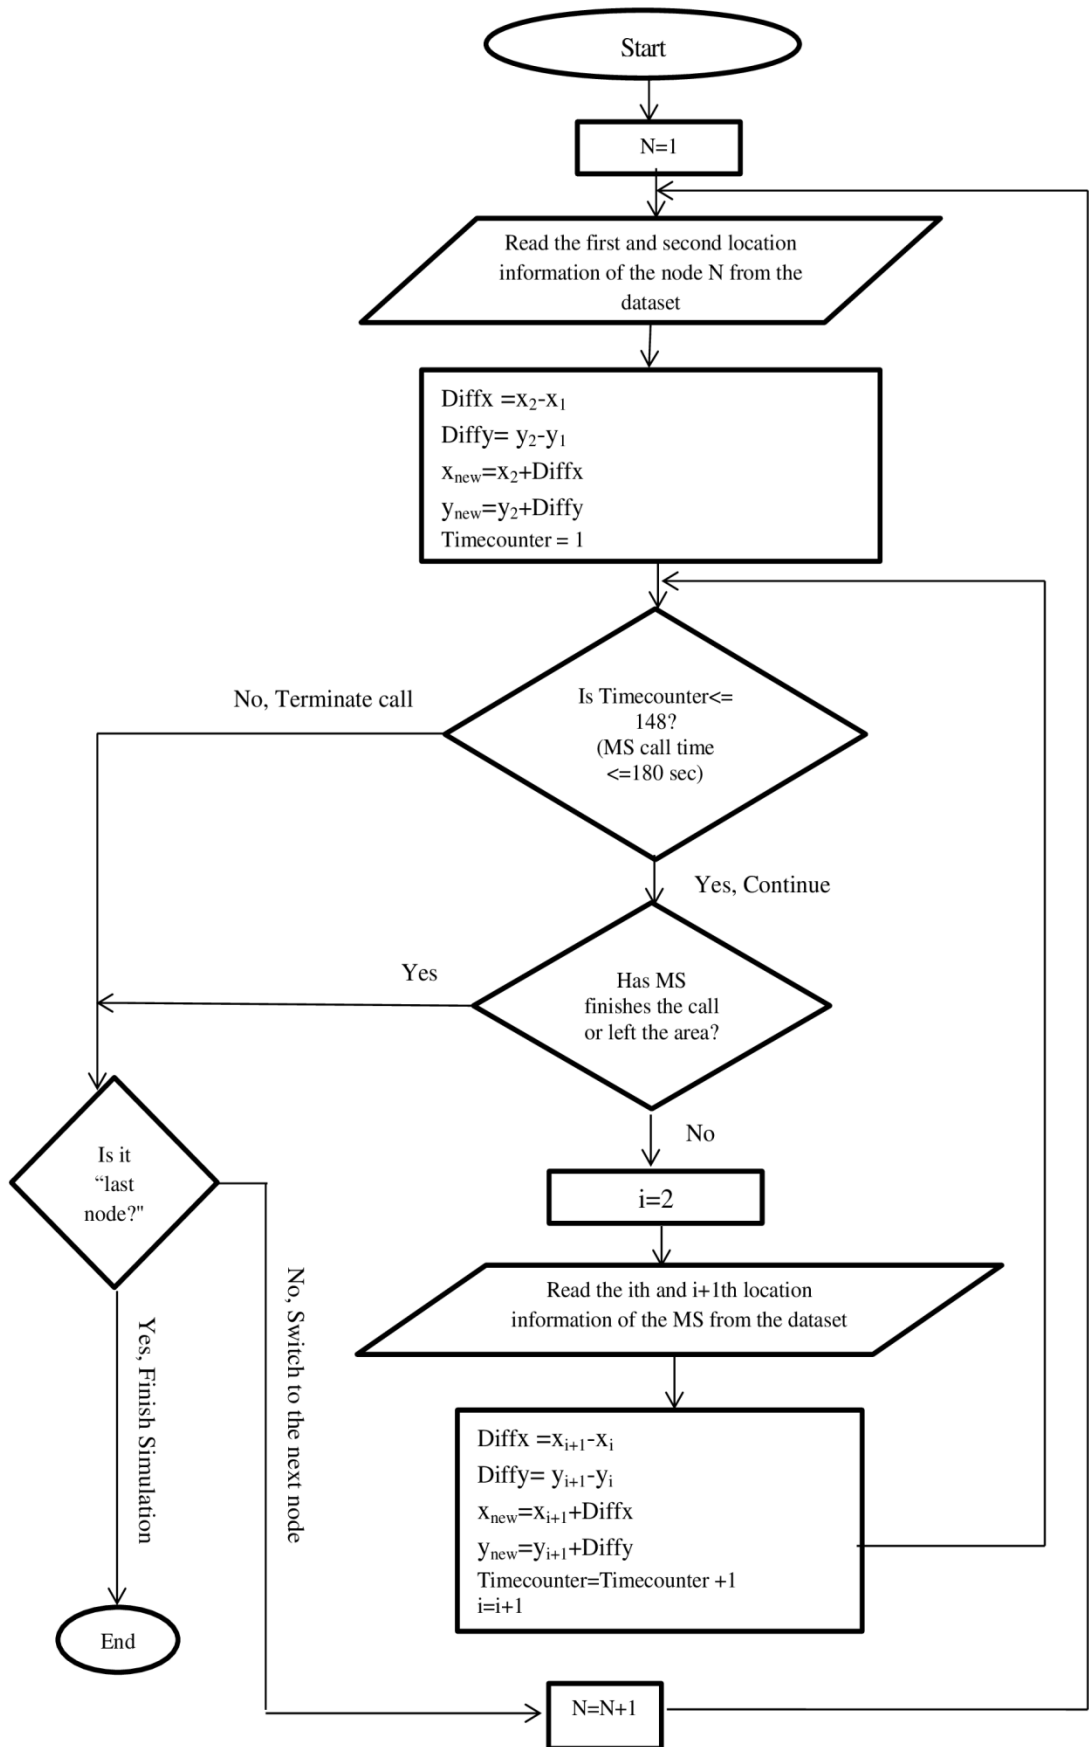 Start
N=1
Read the first and second location
information of the node N from the
dataset
Diffx =x₂-x₁
Diffy= y₂-y₁
xₙₑw=x₂+Diffx
yₙₑw=y₂+Diffy
Timecounter = 1
Is Timecounter<=
148?
(MS call time
<=180 sec)
No, Terminate call
Yes, Continue
Has MS
finishes the call
or left the area?
Yes
No
Is it
“last
node?"
i=2
Read the ith and i+1th location
information of the MS from the dataset
Diffx =xᵢ₊₁-xᵢ
Diffy= yᵢ₊₁-yᵢ
xₙₑw=xᵢ₊₁+Diffx
yₙₑw=yᵢ₊₁+Diffy
Timecounter=Timecounter +1
i=i+1
No, Switch to the next node
Yes, Finish Simulation
End
N=N+1